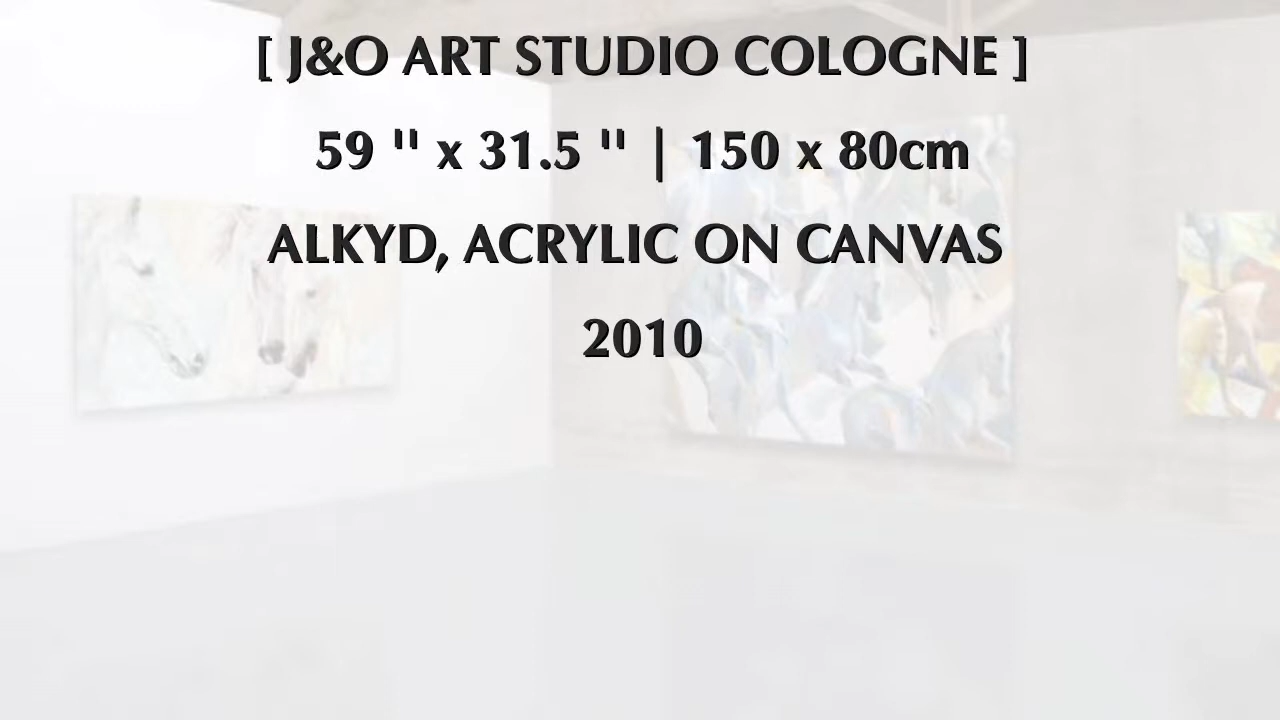 [ J&O ART STUDIO COLOGNE ]
59 '' x 31.5 '' | 150 x 80cm
ALKYD, ACRYLIC ON CANVAS
2010